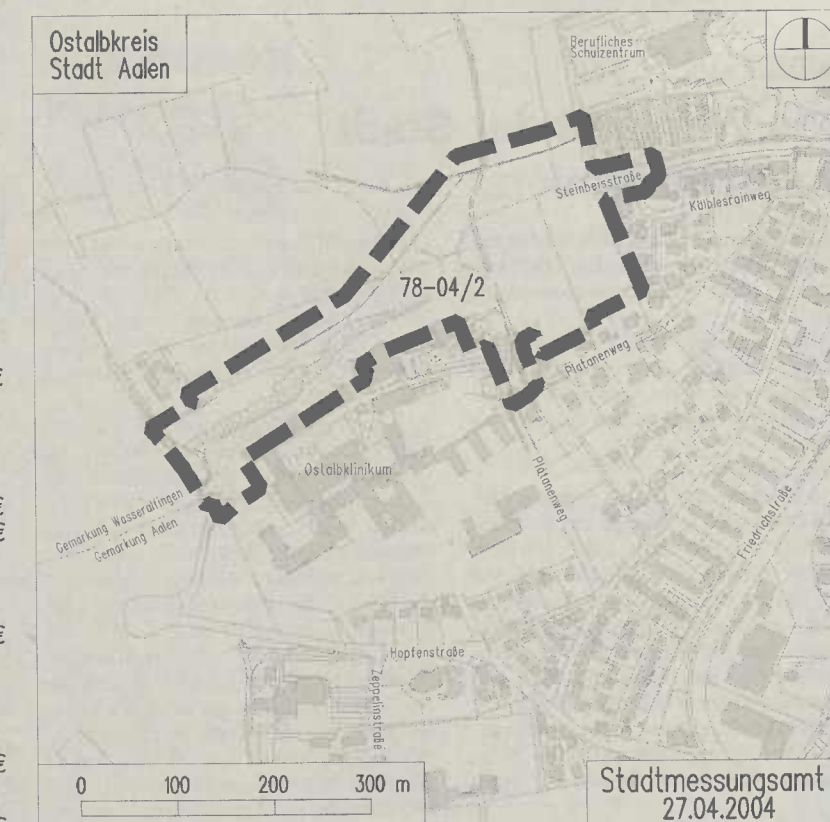 Ostalbkreis
Stadt Aalen
Berufliches
Schulzentrum
Steinbeisstraße
Kälblesrainweg
78-04/2
Platanenweg
Ostalbklinikum
Platanenweg
Friedrichstraße
Gemarkung Wasseralfingen
Gemarkung Aalen
Hopfenstraße
Zeppelinstraße
0 100 200 300 m
Stadtmessungsamt
27.04.2004